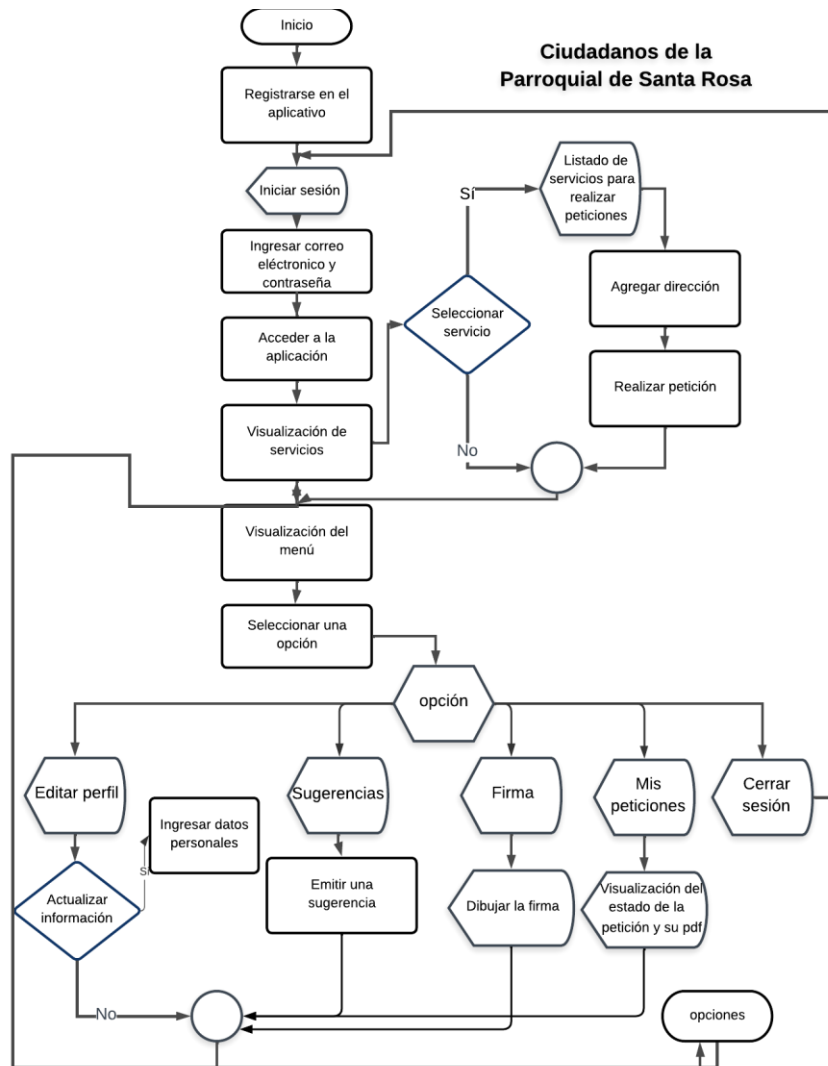 Inicio
Ciudadanos de la
Parroquial de Santa Rosa
Registrarse en el
aplicativo
Iniciar sesión
Listado de
servicios para
realizar
peticiones
Sí
Ingresar correo
eléctronico y
contraseña
Agregar dirección
Seleccionar
servicio
Acceder a la
aplicación
Realizar petición
Visualización de
servicios
No
Visualización del
menú
Seleccionar una
opción
opción
Editar perfil
Sugerencias
Firma
Mis
peticiones
Cerrar
sesión
Ingresar datos
personales
Sí
Actualizar
información
Emitir una
sugerencia
Dibujar la firma
Visualización del
estado de la
petición y su pdf
No
opciones